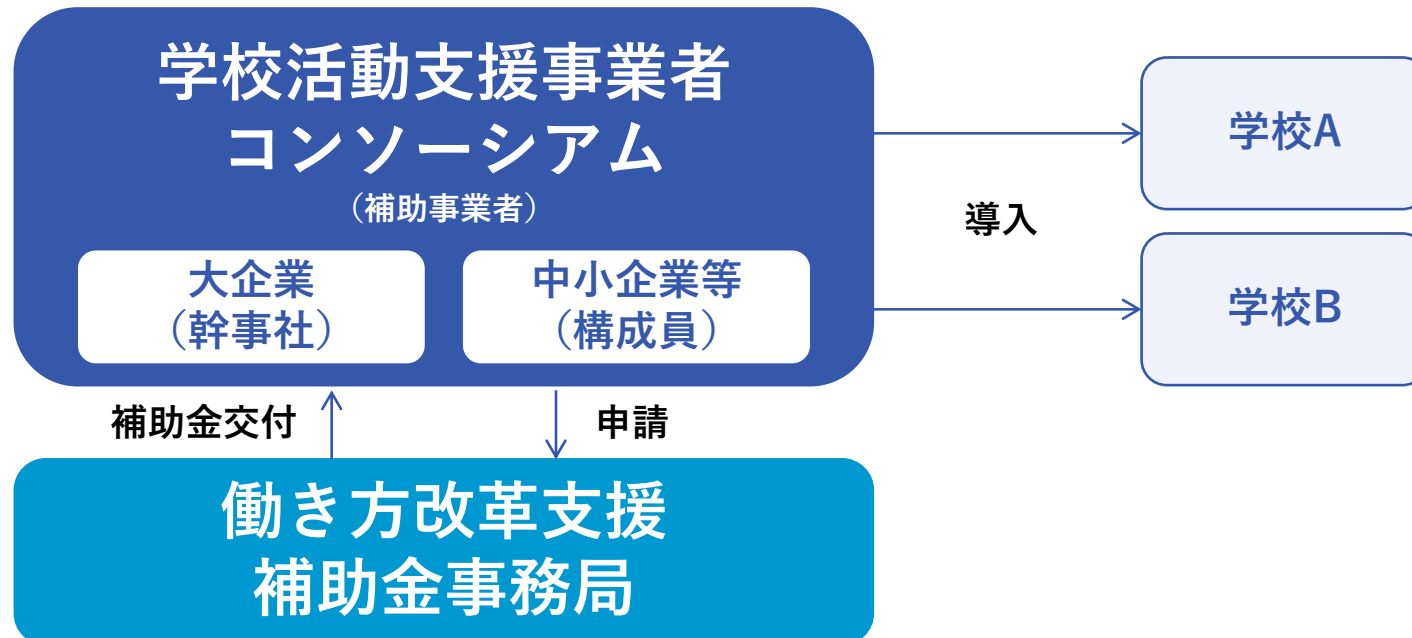 学校活動支援事業者
コンソーシアム
（補助事業者）
大企業
（幹事社）
中小企業等
（構成員）
導入
学校A
学校B
補助金交付
申請
働き方改革支援
補助金事務局